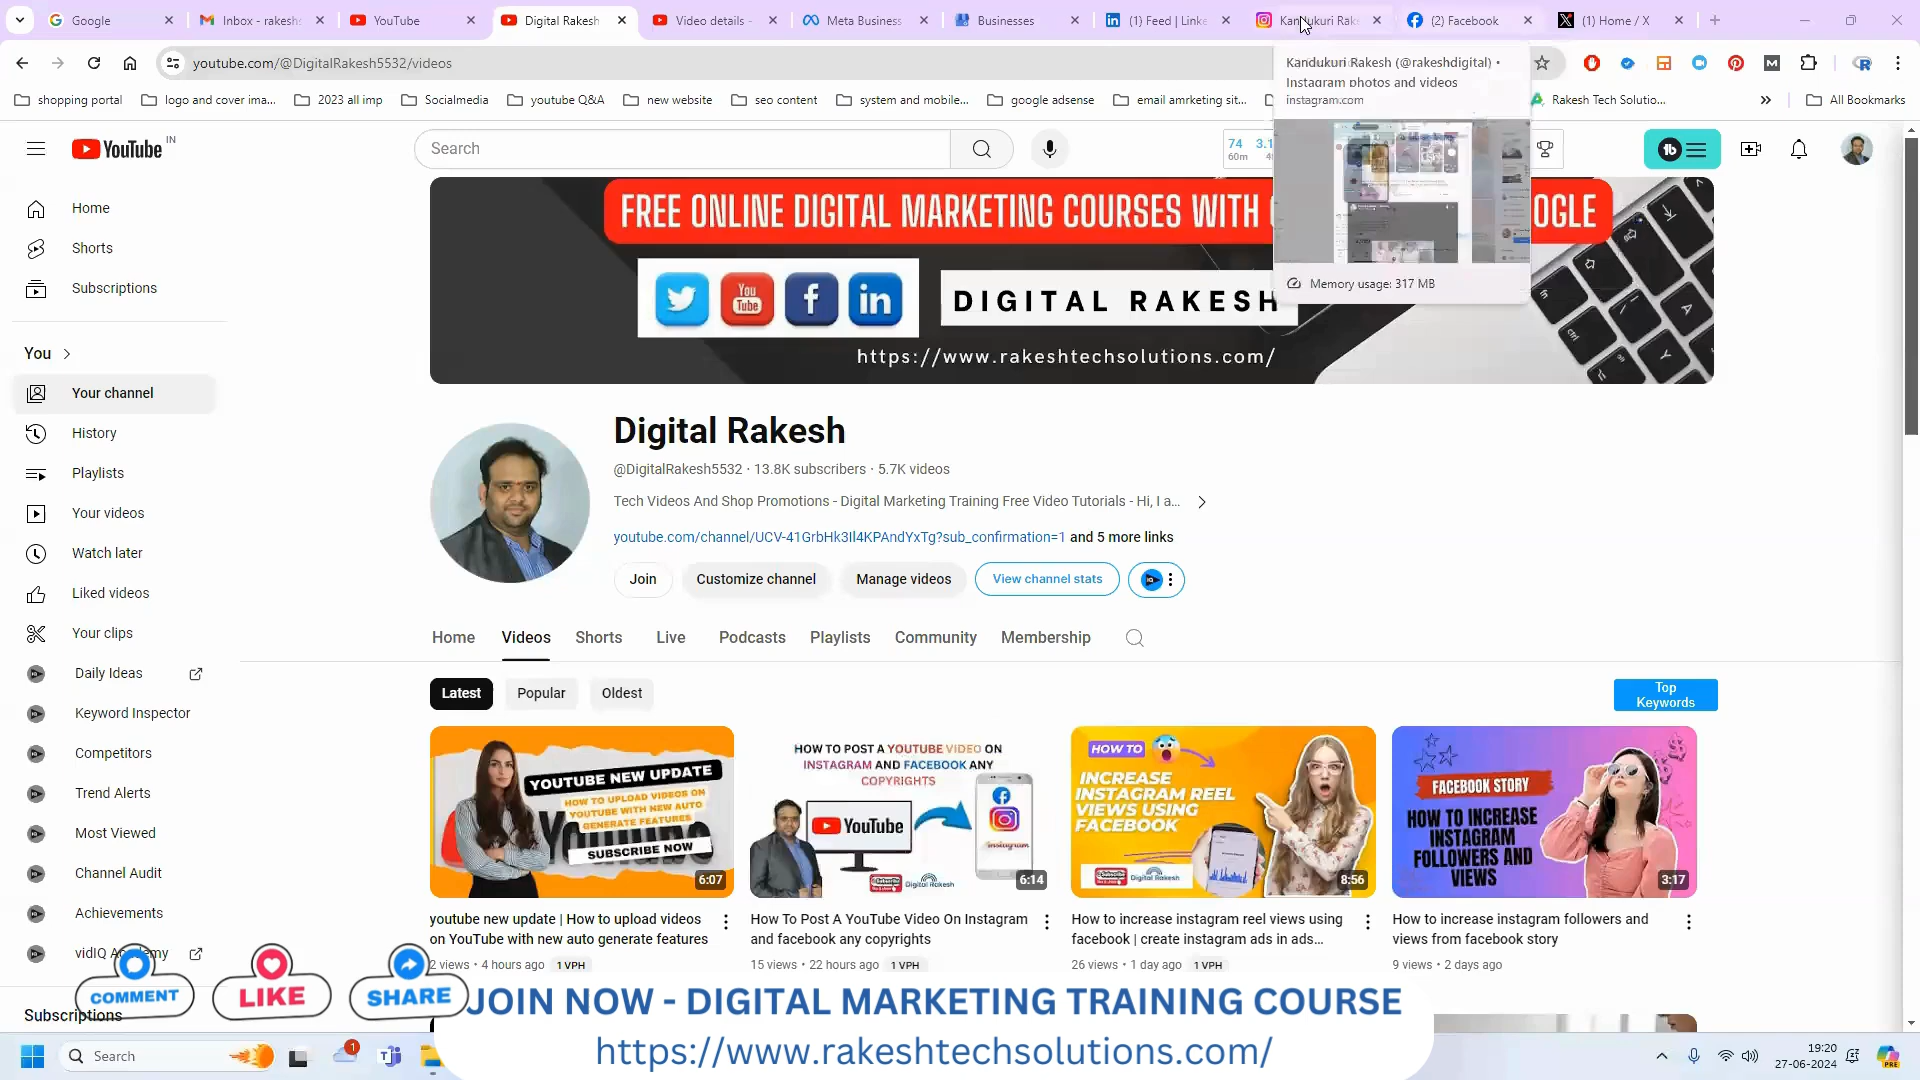 Google
Inbox - rakesh
YouTube
Digital Rakesh
Video details -
Meta Business
Businesses
(1) Feed | Linke
Kandukuri Rak
(2) Facebook
(1) Home / X
youtube.com/@DigitalRakesh5532/videos
shopping portal
logo and cover ima...
2023 all imp
Socialmedia
youtube Q&A
new website
seo content
system and mobile...
google adsense
email amrketing sit...
Rakesh Tech Solutio...
All Bookmarks
Kandukuri Rakesh (@rakeshdigital) •
Instagram photos and videos
instagram.com
Memory usage: 317 MB
YouTube IN
Search
74 3.1
60m
Home
Shorts
Subscriptions
You
Your channel
History
Playlists
Your videos
Watch later
Liked videos
Your clips
Daily Ideas
Keyword Inspector
Competitors
Trend Alerts
Most Viewed
Channel Audit
Achievements
vidIQ Academy
Subscriptions
FREE ONLINE DIGITAL MARKETING COURSES WITH
OGLE
You
Tube
DIGITAL RAKESH
https://www.rakeshtechsolutions.com/
Digital Rakesh
@DigitalRakesh5532 · 13.8K subscribers · 5.7K videos
Tech Videos And Shop Promotions - Digital Marketing Training Free Video Tutorials - Hi, I a...
youtube.com/channel/UCV-41GrbHk3Il4KPAndYxTg?sub_confirmation=1 and 5 more links
Join
Customize channel
Manage videos
View channel stats
Home
Videos
Shorts
Live
Podcasts
Playlists
Community
Membership
Latest
Popular
Oldest
Top
Keywords
YOUTUBE NEW UPDATE
HOW TO UPLOAD VIDEOS ON
YOUTUBE WITH NEW AUTO
GENERATE FEATURES
SUBSCRIBE NOW
6:07
HOW TO POST A YOUTUBE VIDEO ON
INSTAGRAM AND FACEBOOK ANY
COPYRIGHTS
YouTube
Instagram
Digital Rakesh
6:14
HOW TO
INCREASE
INSTAGRAM REEL
VIEWS USING
FACEBOOK
Digital Rakesh
8:56
FACEBOOK STORY
HOW TO INCREASE
INSTAGRAM
FOLLOWERS AND
VIEWS
3:17
youtube new update | How to upload videos
on YouTube with new auto generate features
2 views • 4 hours ago 1 VPH
How To Post A YouTube Video On Instagram
and facebook any copyrights
15 views • 22 hours ago 1 VPH
How to increase instagram reel views using
facebook | create instagram ads in ads...
26 views • 1 day ago 1 VPH
How to increase instagram followers and
views from facebook story
9 views • 2 days ago
COMMENT
LIKE
SHARE
JOIN NOW - DIGITAL MARKETING TRAINING COURSE
https://www.rakeshtechsolutions.com/
Search
1
19:20
27-06-2024